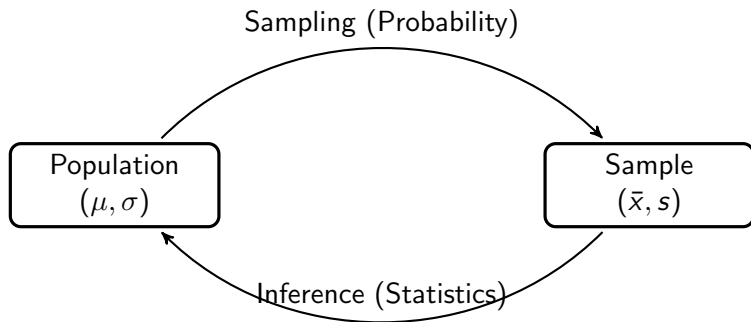 Sampling (Probability)
Population
(μ, σ)
Sample
(x̄, s)
Inference (Statistics)